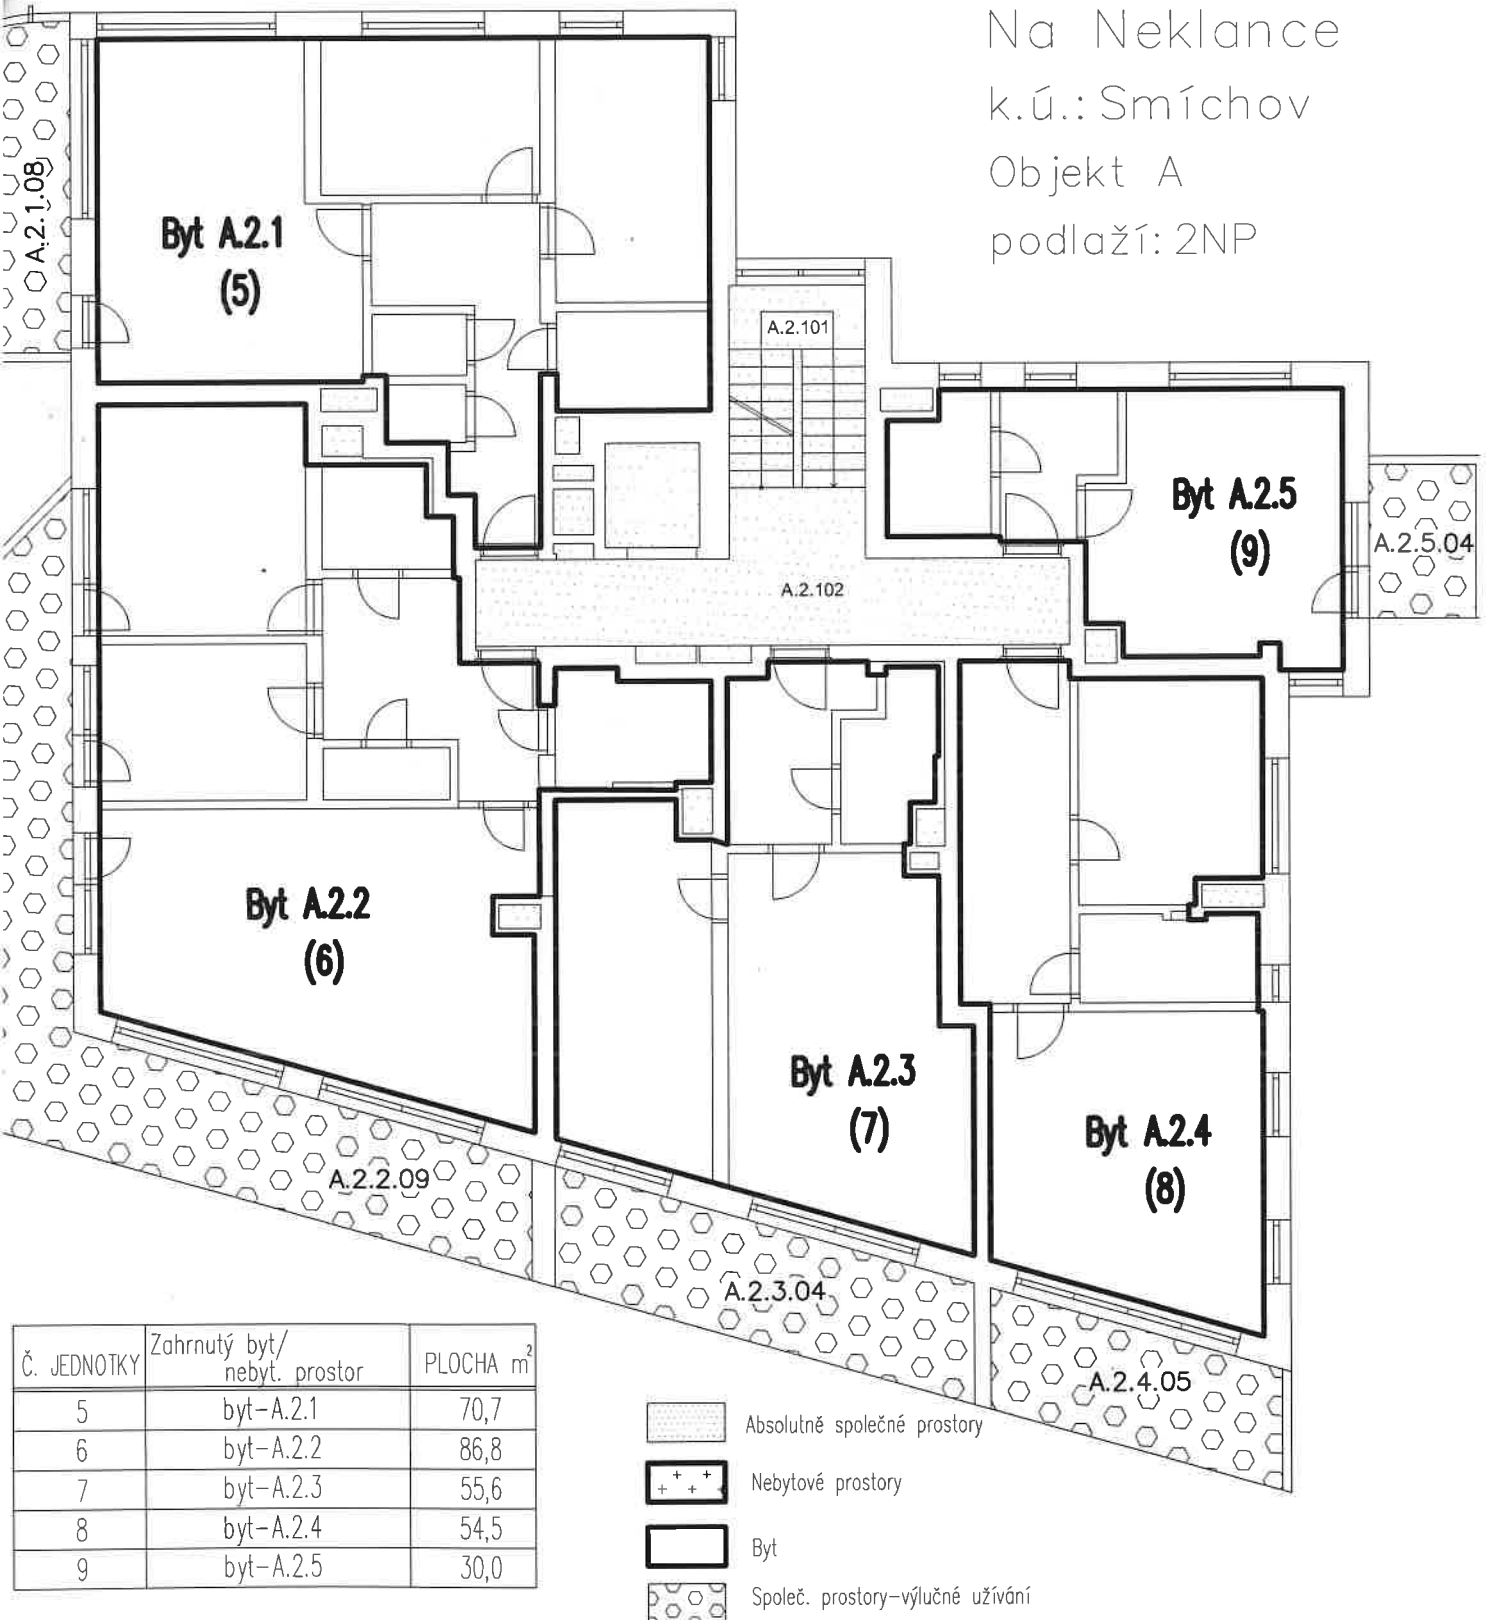 Na Neklance
k.ú.: Smíchov
Objekt A
podlaží: 2NP
A.2.1.08
Byt A.2.1
(5)
A.2.101
Byt A.2.5
(9)
A.2.5.04
A.2.102
Byt A.2.2
(6)
Byt A.2.3
(7)
Byt A.2.4
(8)
A.2.2.09
A.2.3.04
A.2.4.05
Č. JEDNOTKY Zahrnutý byt/ nebyt. prostor PLOCHA m²
5 byt-A.2.1 70,7
6 byt-A.2.2 86,8
7 byt-A.2.3 55,6
8 byt-A.2.4 54,5
9 byt-A.2.5 30,0
Absolutně společné prostory
Nebytové prostory
Byt
Společ. prostory-výlučné užívání